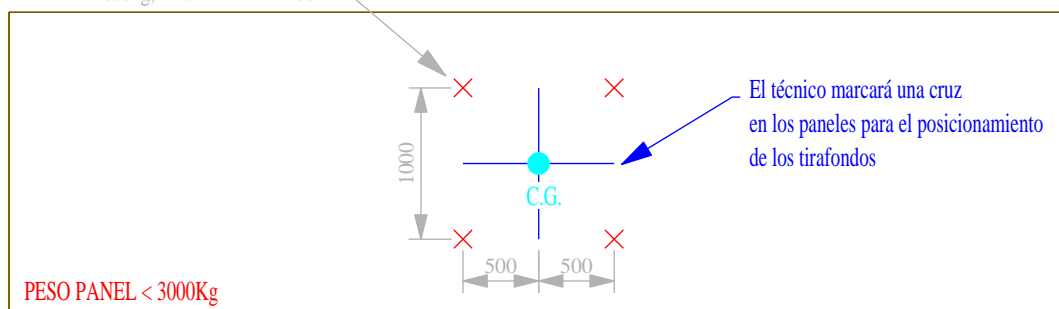 El técnico marcará una cruz
en los paneles para el posicionamiento
de los tirafondos
1000
C.G.
500
500
PESO PANEL < 3000Kg